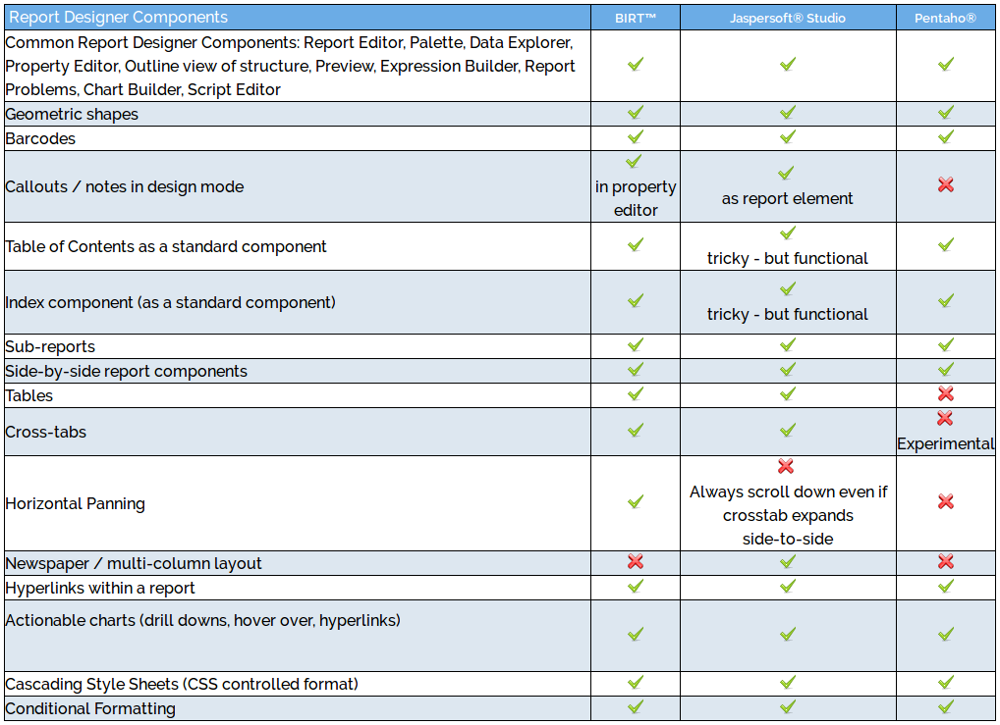 Report Designer Components BIRT™ Jaspersoft® Studio Pentaho®
Common Report Designer Components: Report Editor, Palette, Data Explorer,
Property Editor, Outline view of structure, Preview, Expression Builder, Report
Problems, Chart Builder, Script Editor
Geometric shapes
Barcodes
Callouts / notes in design mode
in property
editor
as report element
Table of Contents as a standard component
tricky - but functional
Index component (as a standard component)
tricky - but functional
Sub-reports
Side-by-side report components
Tables
Cross-tabs
Experimental
Horizontal Panning
Always scroll down even if
crosstab expands
side-to-side
Newspaper / multi-column layout
Hyperlinks within a report
Actionable charts (drill downs, hover over, hyperlinks)
Cascading Style Sheets (CSS controlled format)
Conditional Formatting